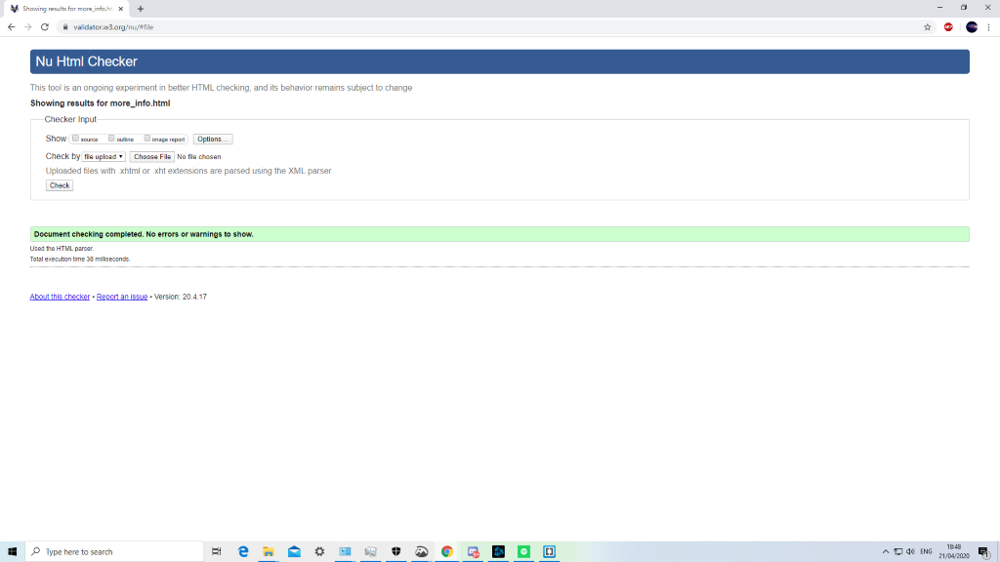 Showing results for more_info.h
validator.w3.org/nu/#file
ABP
Nu Html Checker
This tool is an ongoing experiment in better HTML checking, and its behavior remains subject to change
Showing results for more_info.html
Checker Input
Show source outline image report Options...
Check by file upload Choose File No file chosen
Uploaded files with .xhtml or .xht extensions are parsed using the XML parser
Check
Document checking completed. No errors or warnings to show.
Used the HTML parser.
Total execution time 38 milliseconds.
About this checker • Report an issue • Version: 20.4.17
Type here to search
ENG
18:48
21/04/2020